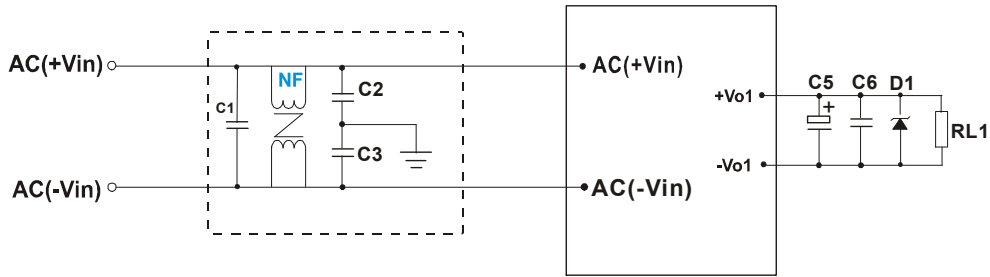 AC(+Vin)
NF
C1
C2
C3
AC(-Vin)
AC(+Vin)
AC(-Vin)
+Vo1
-Vo1
C5
C6
D1
+
RL1